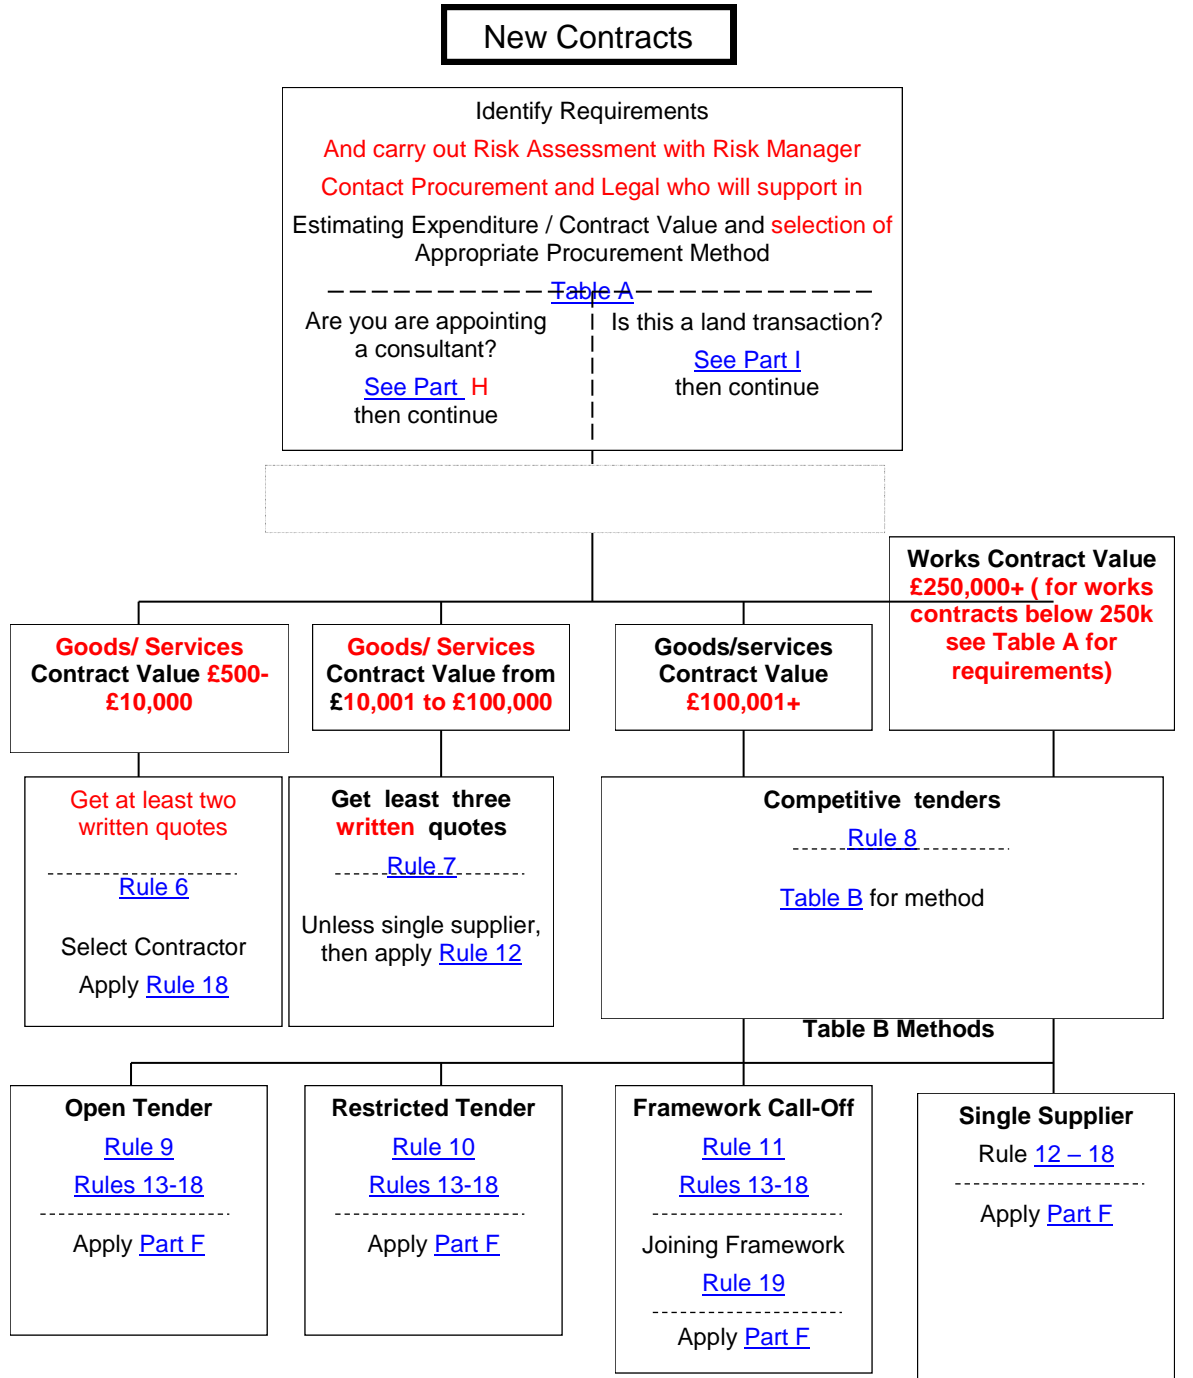 New Contracts
Identify Requirements
And carry out Risk Assessment with Risk Manager
Contact Procurement and Legal who will support in
Estimating Expenditure / Contract Value and selection of
Appropriate Procurement Method
Table A
Are you are appointing
a consultant?
See Part H
then continue
Is this a land transaction?
See Part I
then continue
Works Contract Value
£250,000+ ( for works
contracts below 250k
see Table A for
requirements)
Goods/ Services
Contract Value £500-
£10,000
Goods/ Services
Contract Value from
£10,001 to £100,000
Goods/services
Contract Value
£100,001+
Get at least two
written quotes
Rule 6
Select Contractor
Apply Rule 18
Get least three
written quotes
Rule 7
Unless single supplier,
then apply Rule 12
Competitive tenders
Rule 8
Table B for method
Table B Methods
Open Tender
Rule 9
Rules 13-18
Apply Part F
Restricted Tender
Rule 10
Rules 13-18
Apply Part F
Framework Call-Off
Rule 11
Rules 13-18
Joining Framework
Rule 19
Apply Part F
Single Supplier
Rule 12 – 18
Apply Part F